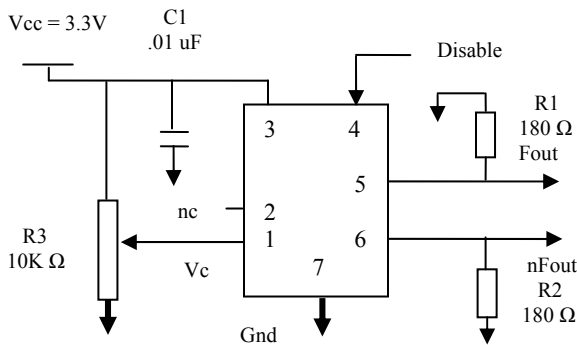 Vcc = 3.3V
C1
.01 uF
Disable
R1
180 Ω
Fout
3
4
5
nc
2
1
6
R3
10K Ω
Vc
7
nFout
R2
180 Ω
Gnd